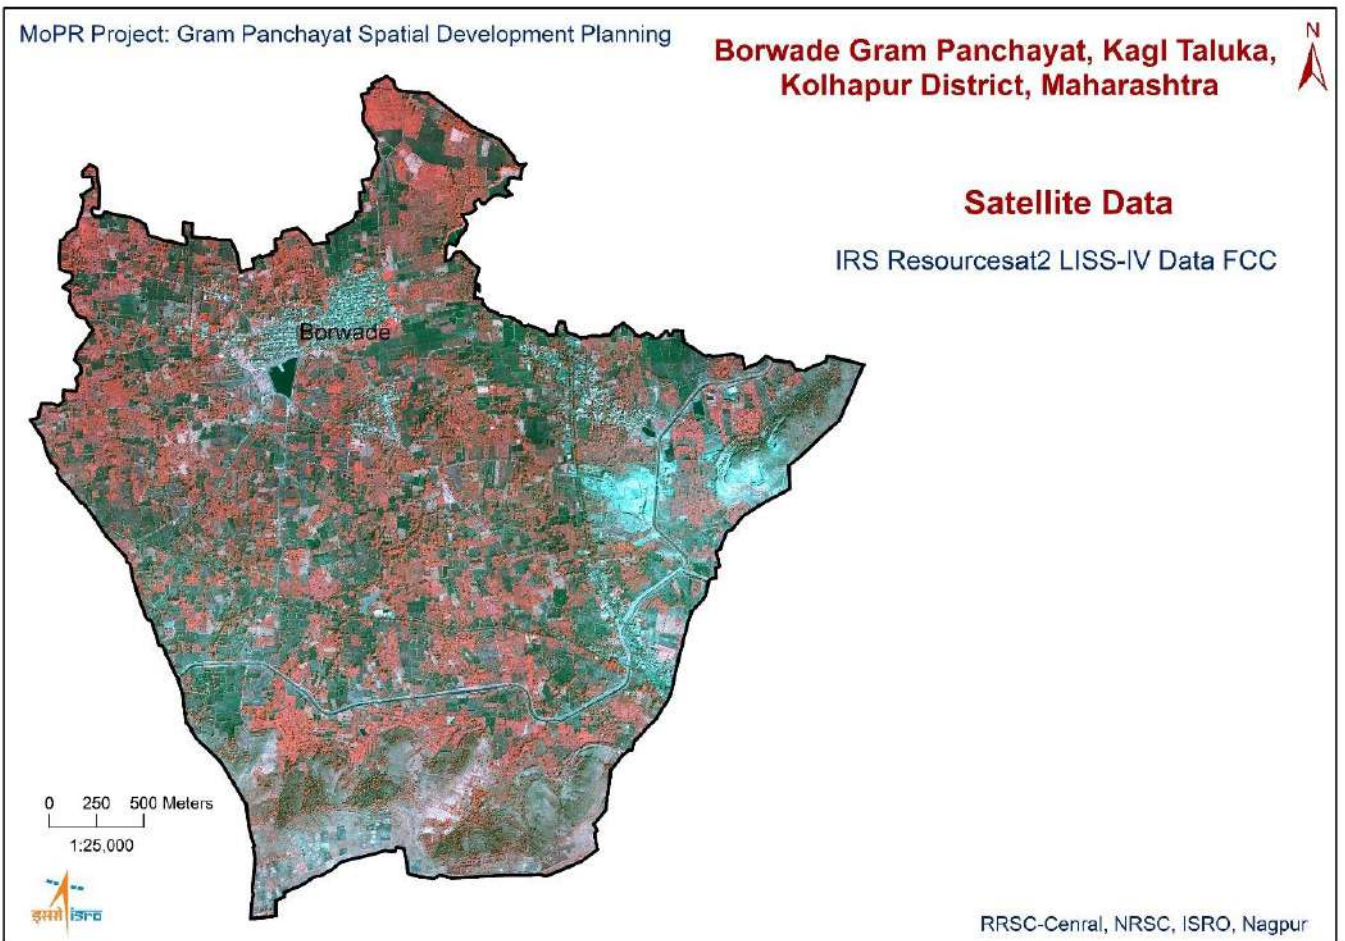 MoPR Project: Gram Panchayat Spatial Development Planning
Borwade Gram Panchayat, Kagl Taluka,
Kolhapur District, Maharashtra
N
Satellite Data
IRS Resourcesat2 LISS-IV Data FCC
Borwade
0 250 500 Meters
1:25,000
इसरो isro
RRSC-Cenral, NRSC, ISRO, Nagpur